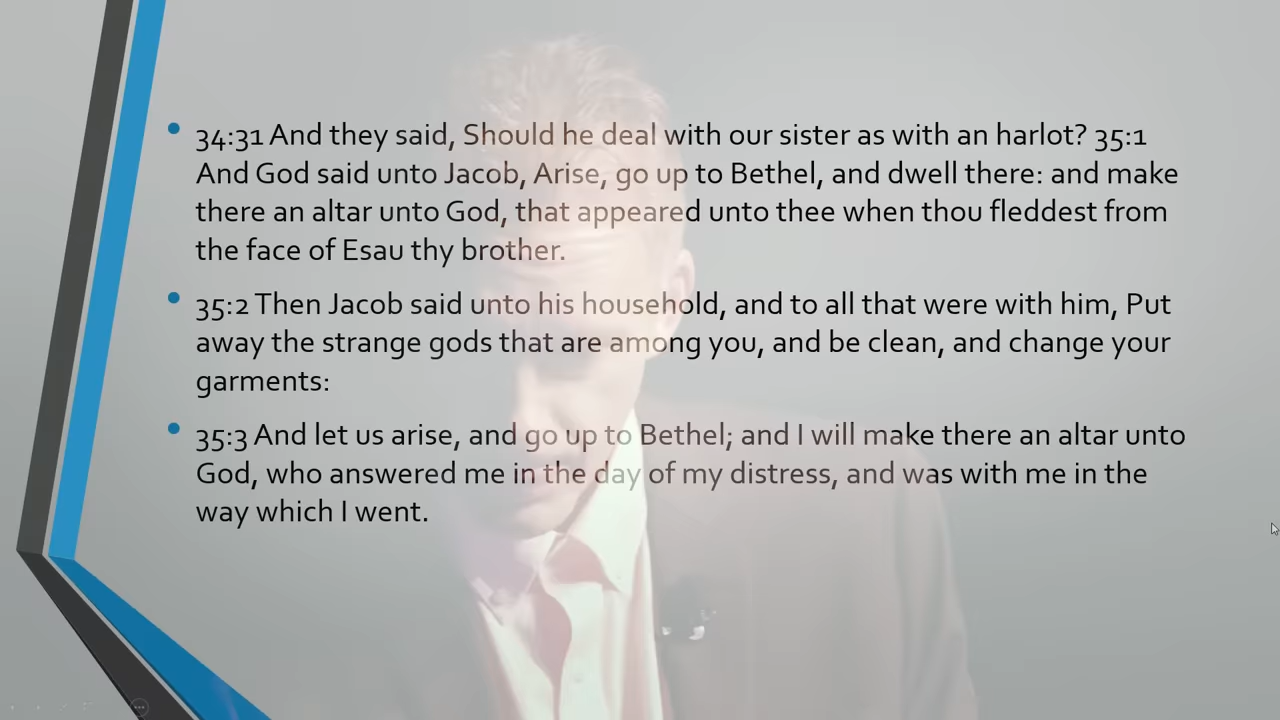 34:31 And they said, Should he deal with our sister as with an harlot? 35:1
And God said unto Jacob, Arise, go up to Bethel, and dwell there: and make
there an altar unto God, that appeared unto thee when thou fleddest from
the face of Esau thy brother.
35:2 Then Jacob said unto his household, and to all that were with him, Put
away the strange gods that are among you, and be clean, and change your
garments:
35:3 And let us arise, and go up to Bethel; and I will make there an altar unto
God, who answered me in the day of my distress, and was with me in the
way which I went.